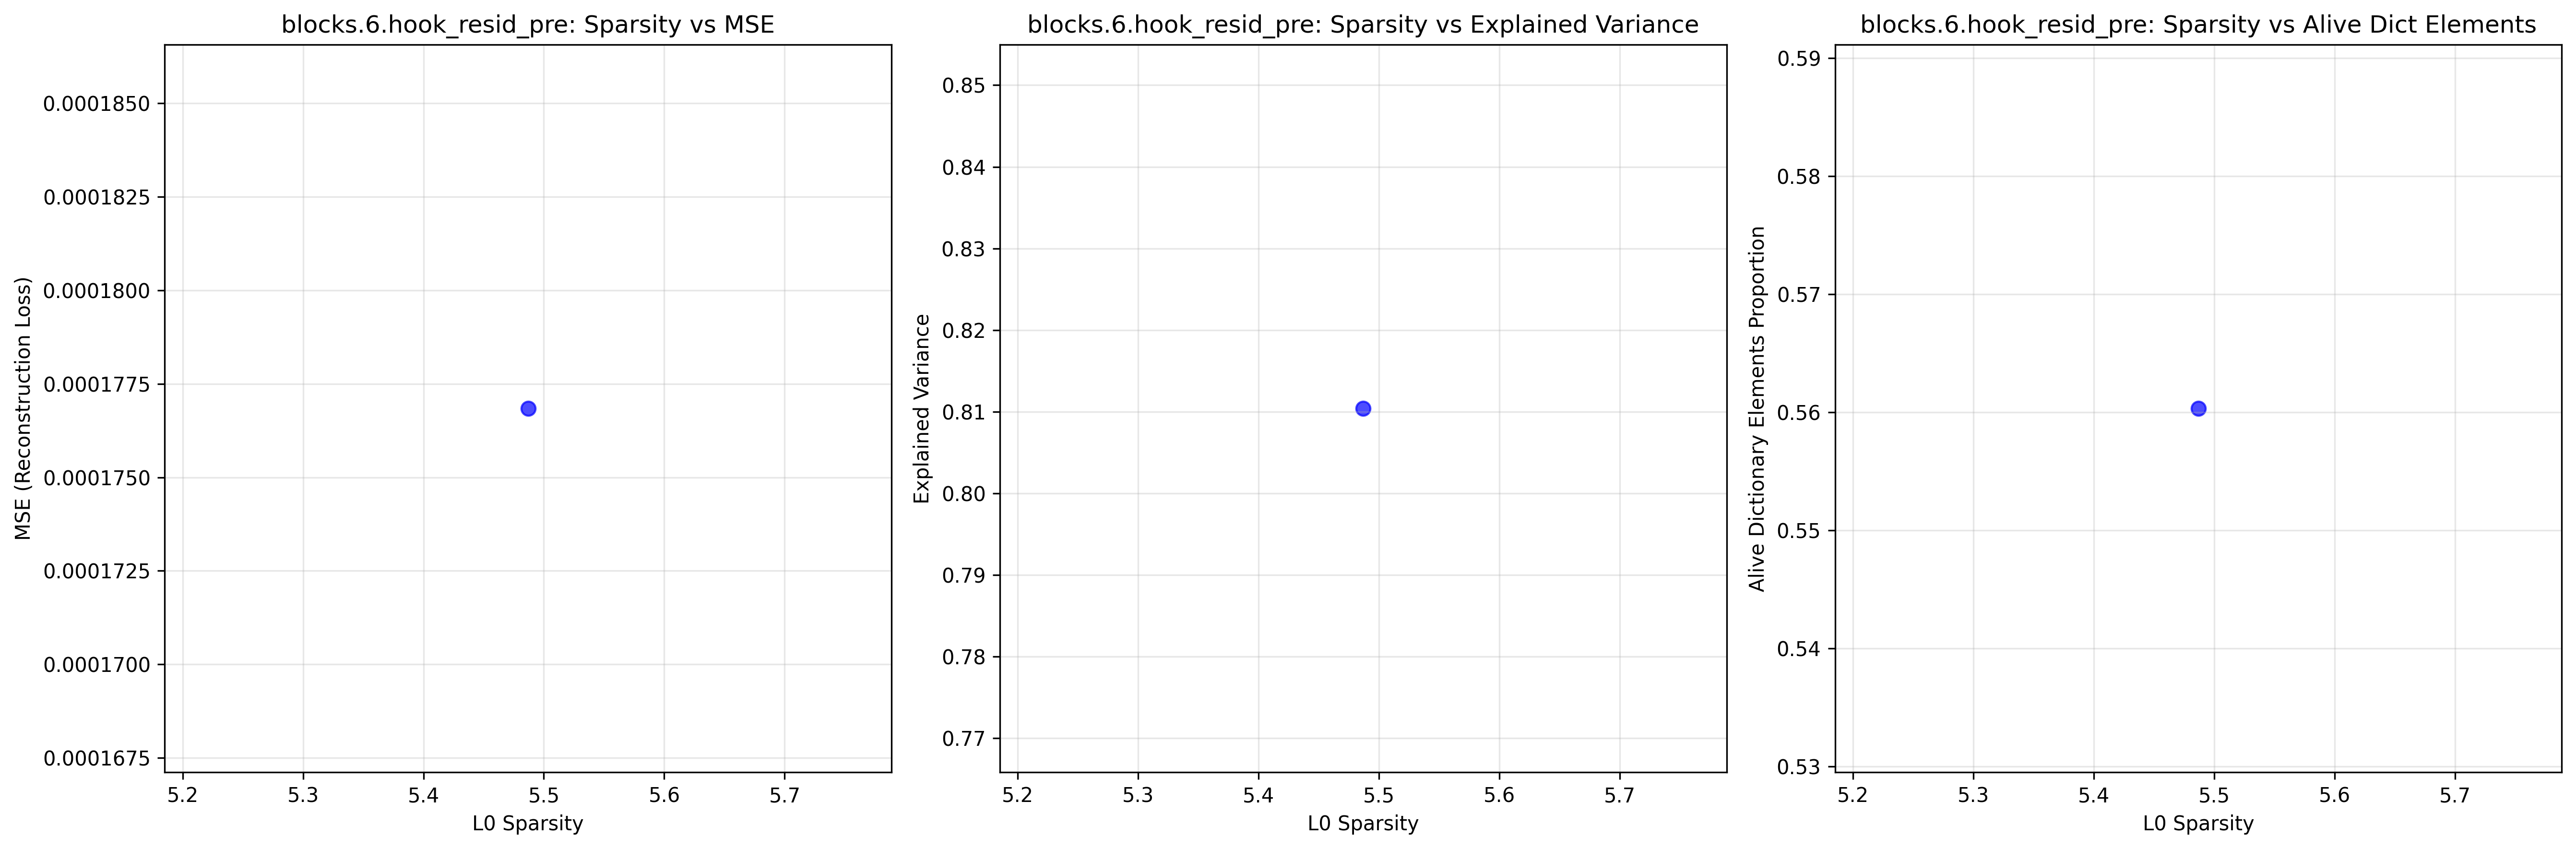 blocks.6.hook_resid_pre: Sparsity vs MSE
MSE (Reconstruction Loss)
0.0001850
0.0001825
0.0001800
0.0001775
0.0001750
0.0001725
0.0001700
0.0001675
5.2 5.3 5.4 5.5 5.6 5.7
L0 Sparsity
blocks.6.hook_resid_pre: Sparsity vs Explained Variance
Explained Variance
0.85
0.84
0.83
0.82
0.81
0.80
0.79
0.78
0.77
5.2 5.3 5.4 5.5 5.6 5.7
L0 Sparsity
blocks.6.hook_resid_pre: Sparsity vs Alive Dict Elements
Alive Dictionary Elements Proportion
0.59
0.58
0.57
0.56
0.55
0.54
0.53
5.2 5.3 5.4 5.5 5.6 5.7
L0 Sparsity